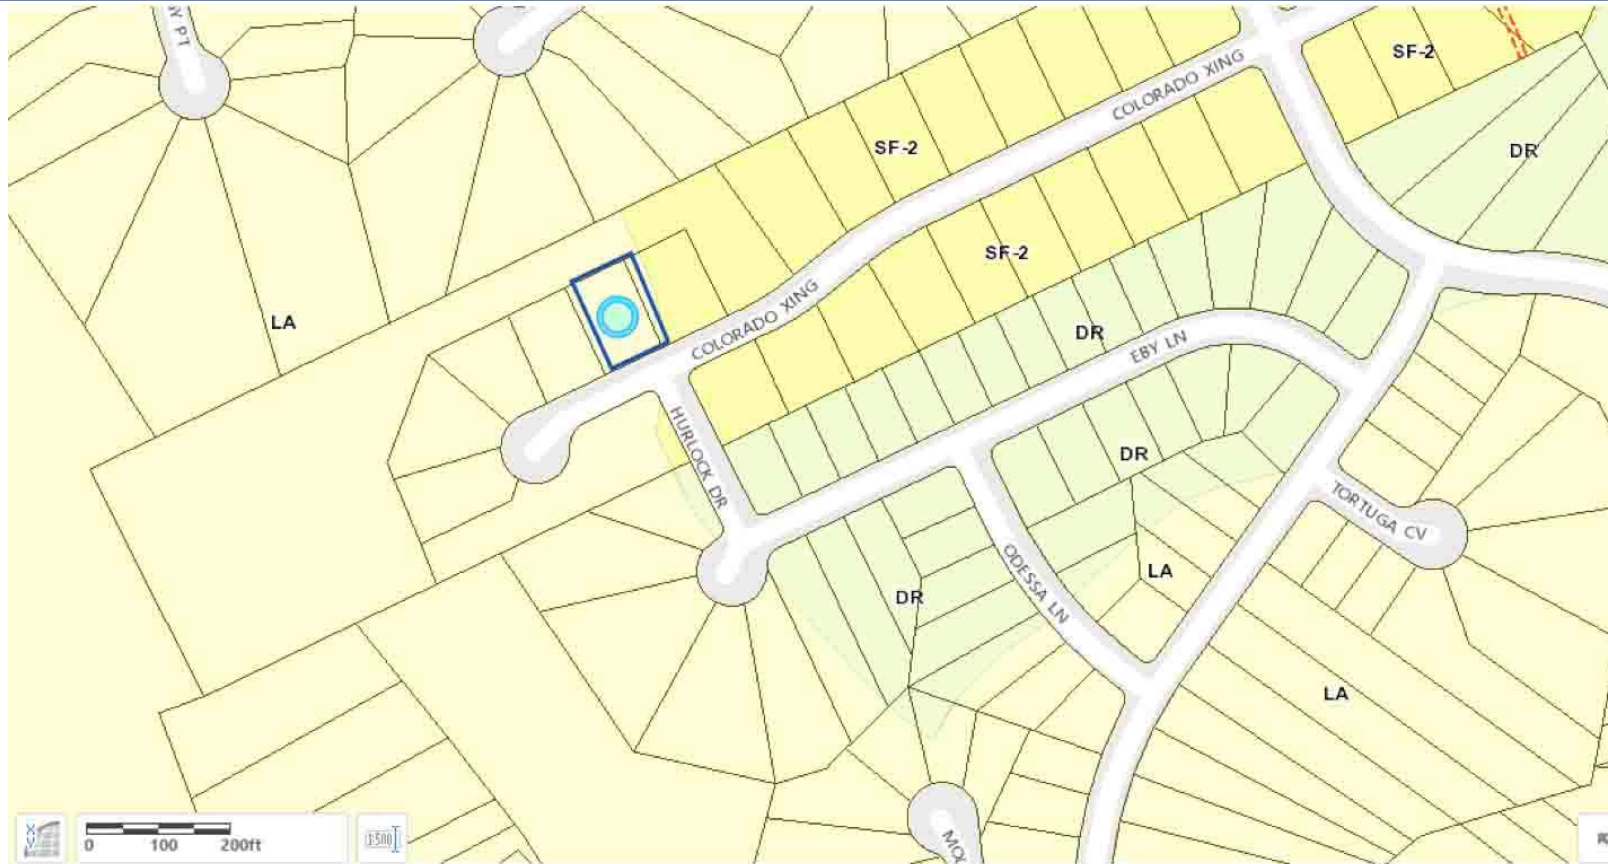 SF-2
COLORADO XING
SF-2
DR
SF-2
LA
COLORADO XING
DR
EBY LN
HURLOCK DR
DR
TORTUGA CV
ODESSA LN
LA
DR
LA
0 100 200ft